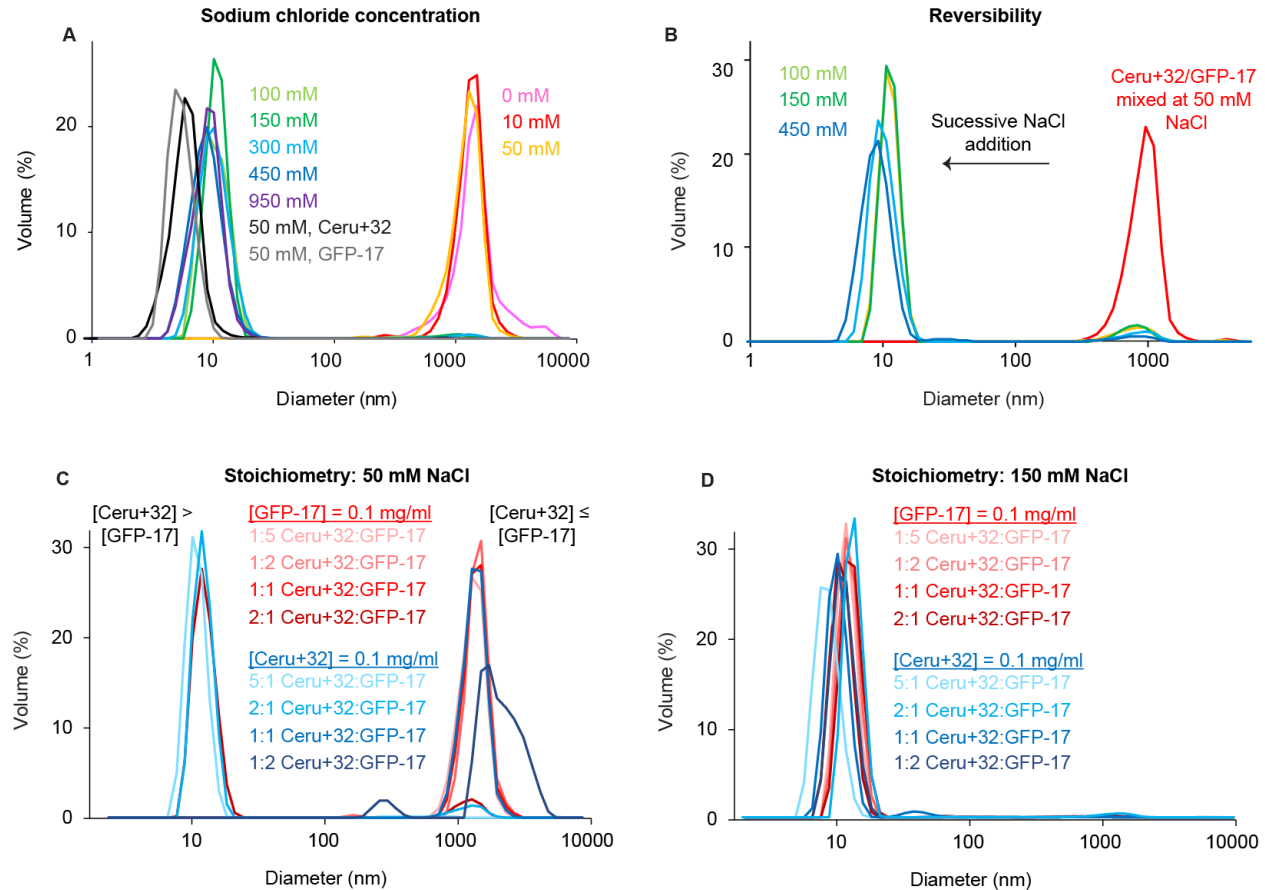 Sodium chloride concentration
A
Volume (%)
20
10
0
100 mM
150 mM
300 mM
450 mM
950 mM
50 mM, Ceru+32
50 mM, GFP-17
0 mM
10 mM
50 mM
1
10
100
1000
10000
Diameter (nm)
Reversibility
B
Volume (%)
30
20
10
0
100 mM
150 mM
450 mM
Sucessive NaCl
addition
Ceru+32/GFP-17
mixed at 50 mM
NaCl
1
10
100
1000
Diameter (nm)
Stoichiometry: 50 mM NaCl
C
[Ceru+32] >
[GFP-17]
Volume (%)
30
20
10
0
[GFP-17] = 0.1 mg/ml
1:5 Ceru+32:GFP-17
1:2 Ceru+32:GFP-17
1:1 Ceru+32:GFP-17
2:1 Ceru+32:GFP-17
[Ceru+32] = 0.1 mg/ml
5:1 Ceru+32:GFP-17
2:1 Ceru+32:GFP-17
1:1 Ceru+32:GFP-17
1:2 Ceru+32:GFP-17
[Ceru+32] ≤
[GFP-17]
10
100
1000
10000
Diameter (nm)
Stoichiometry: 150 mM NaCl
D
Volume (%)
30
20
10
0
[GFP-17] = 0.1 mg/ml
1:5 Ceru+32:GFP-17
1:2 Ceru+32:GFP-17
1:1 Ceru+32:GFP-17
2:1 Ceru+32:GFP-17
[Ceru+32] = 0.1 mg/ml
5:1 Ceru+32:GFP-17
2:1 Ceru+32:GFP-17
1:1 Ceru+32:GFP-17
1:2 Ceru+32:GFP-17
10
100
1000
10000
Diameter (nm)